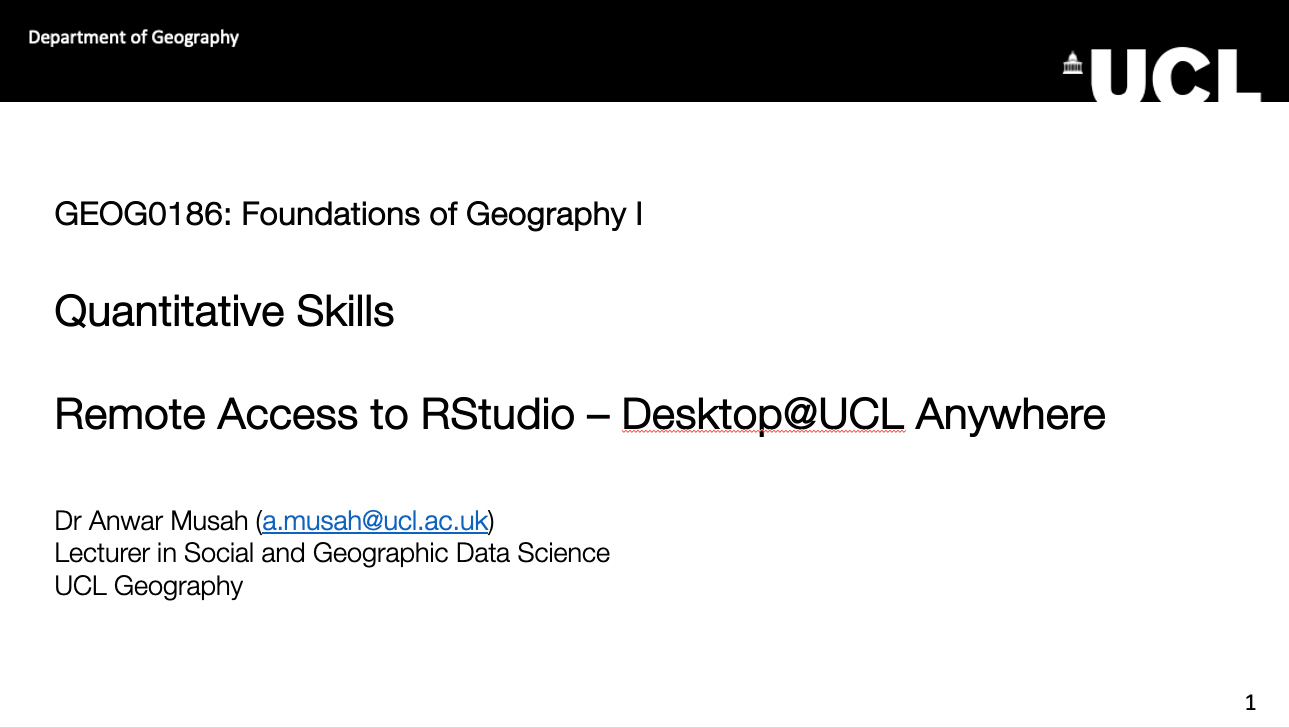 Department of Geography
UCL
GEOG0186: Foundations of Geography I
Quantitative Skills
Remote Access to RStudio – Desktop@UCL Anywhere
Dr Anwar Musah (a.musah@ucl.ac.uk)
Lecturer in Social and Geographic Data Science
UCL Geography
1